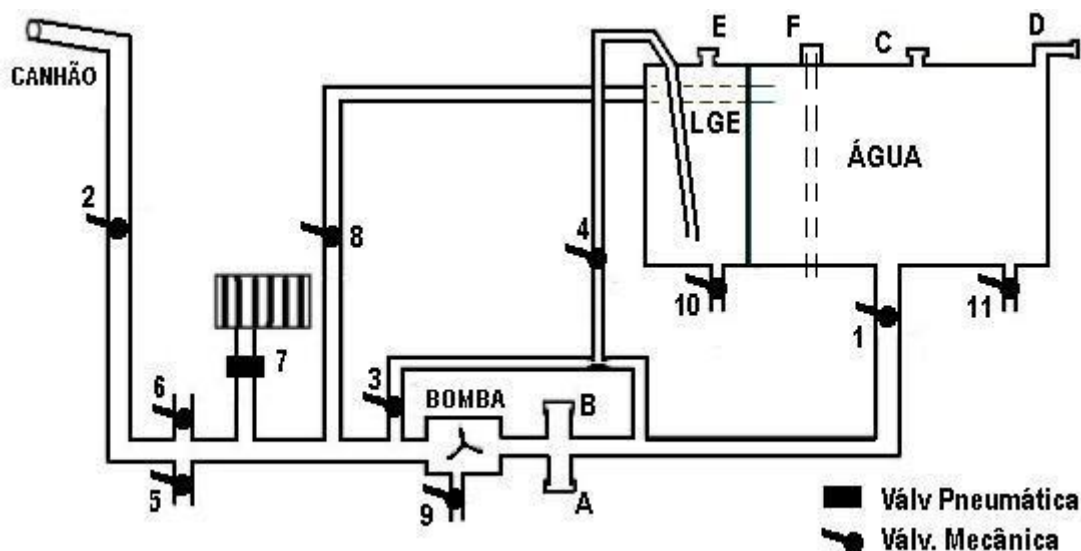 E
F
C
D
CANHÃO
LGE
ÁGUA
2
8
4
10
11
1
7
3
BOMBA
B
6
5
9
A
Válv Pneumática
Válv. Mecânica